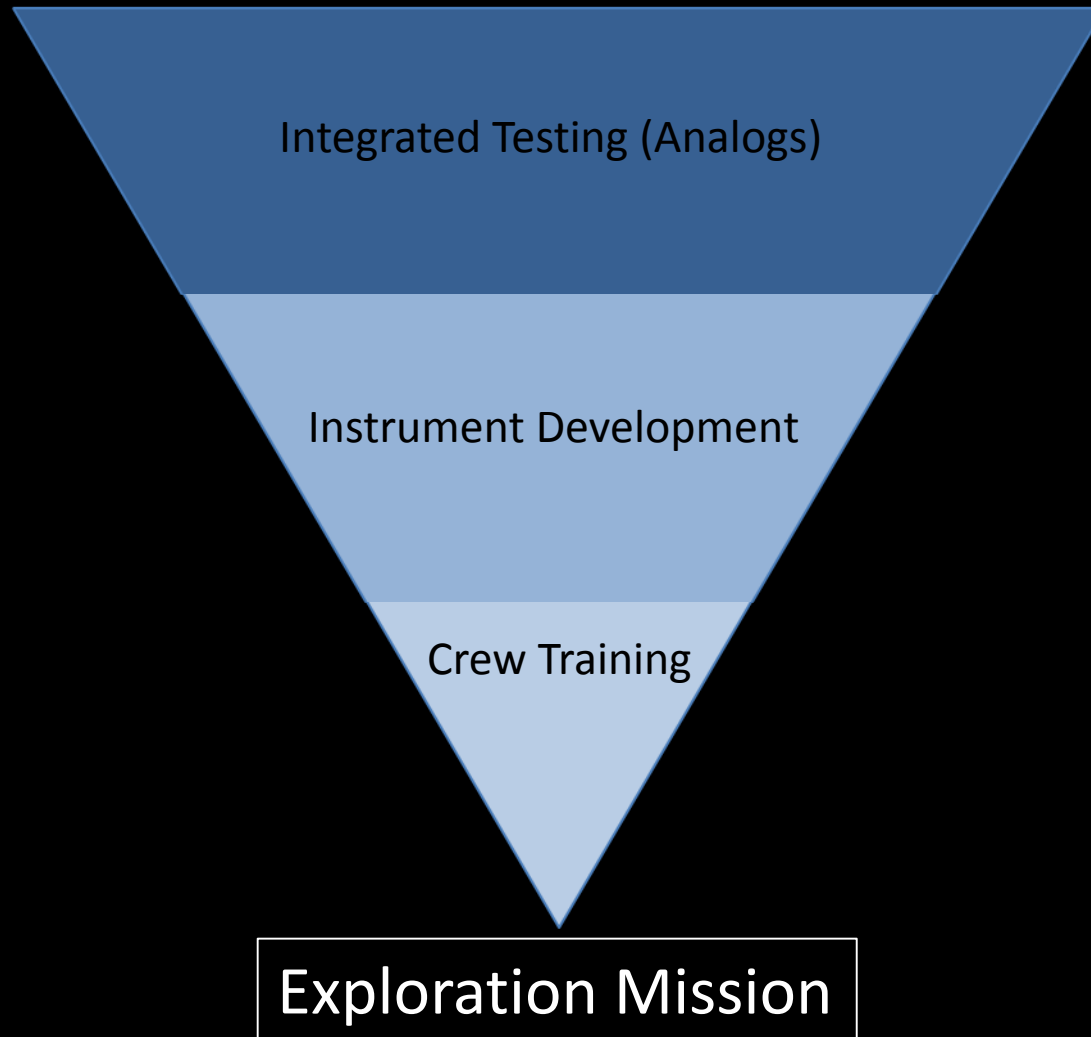 Integrated Testing (Analogs)
Instrument Development
Crew Training
Exploration Mission